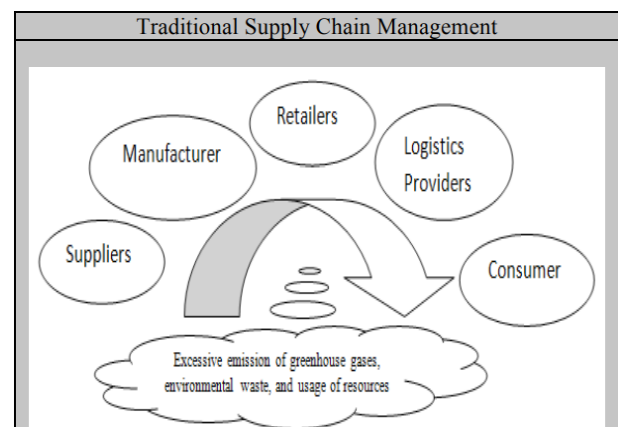 Traditional Supply Chain Management
Retailers
Manufacturer
Logistics
Providers
Suppliers
Consumer
Excessive emission of greenhouse gases,
environmental waste, and usage of resources